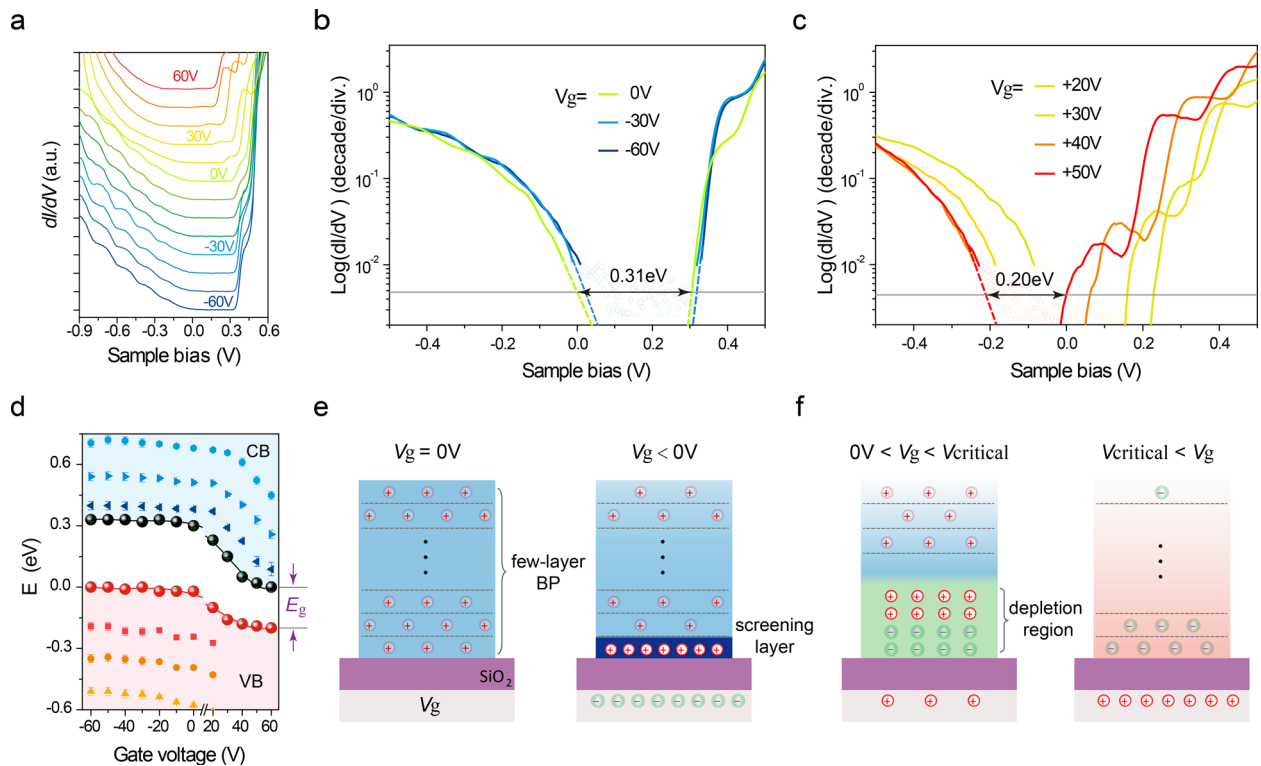 a
60V
30V
0V
-30V
-60V
dI/dV (a.u.)
-0.9 -0.6 -0.3 0.0 0.3 0.6
Sample bias (V)
b
Vg= 0V
-30V
-60V
Log(dI/dV ) (decade/div.)
10⁰
10⁻¹
10⁻²
0.31eV
-0.4 -0.2 0.0 0.2 0.4
Sample bias (V)
c
Vg= +20V
+30V
+40V
+50V
Log(dI/dV ) (decade/div.)
10⁰
10⁻¹
10⁻²
0.20eV
-0.4 -0.2 0.0 0.2 0.4
Sample bias (V)
d
CB
E (eV)
0.6
0.3
0.0
-0.3
-0.6
Eg
VB
-60 -40 -20 0 20 40 60
Gate voltage (V)
e
Vg = 0V
Vg < 0V
few-layer
BP
screening
layer
SiO₂
Vg
f
0V < Vg < Vcritical
Vcritical < Vg
depletion
region